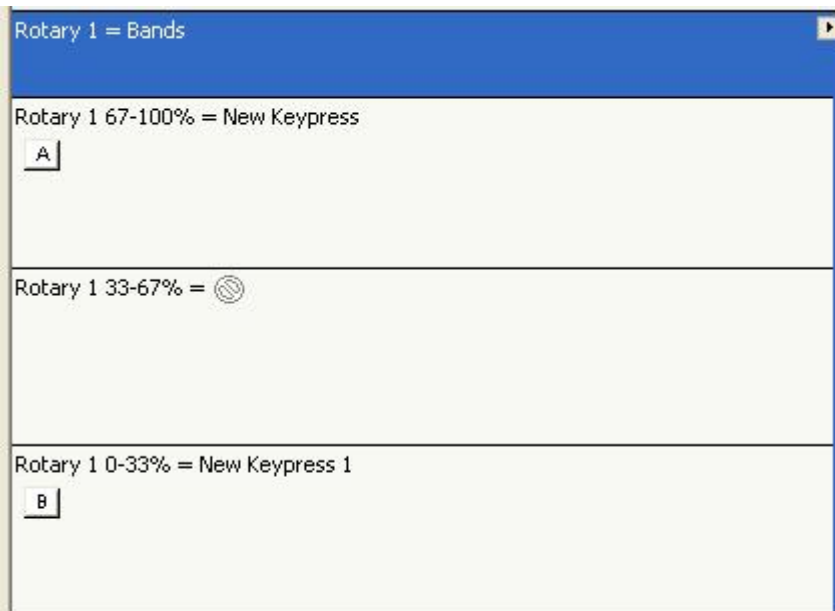 Rotary 1 = Bands
Rotary 1 67-100% = New Keypress
A
Rotary 1 33-67% =
Rotary 1 0-33% = New Keypress 1
B